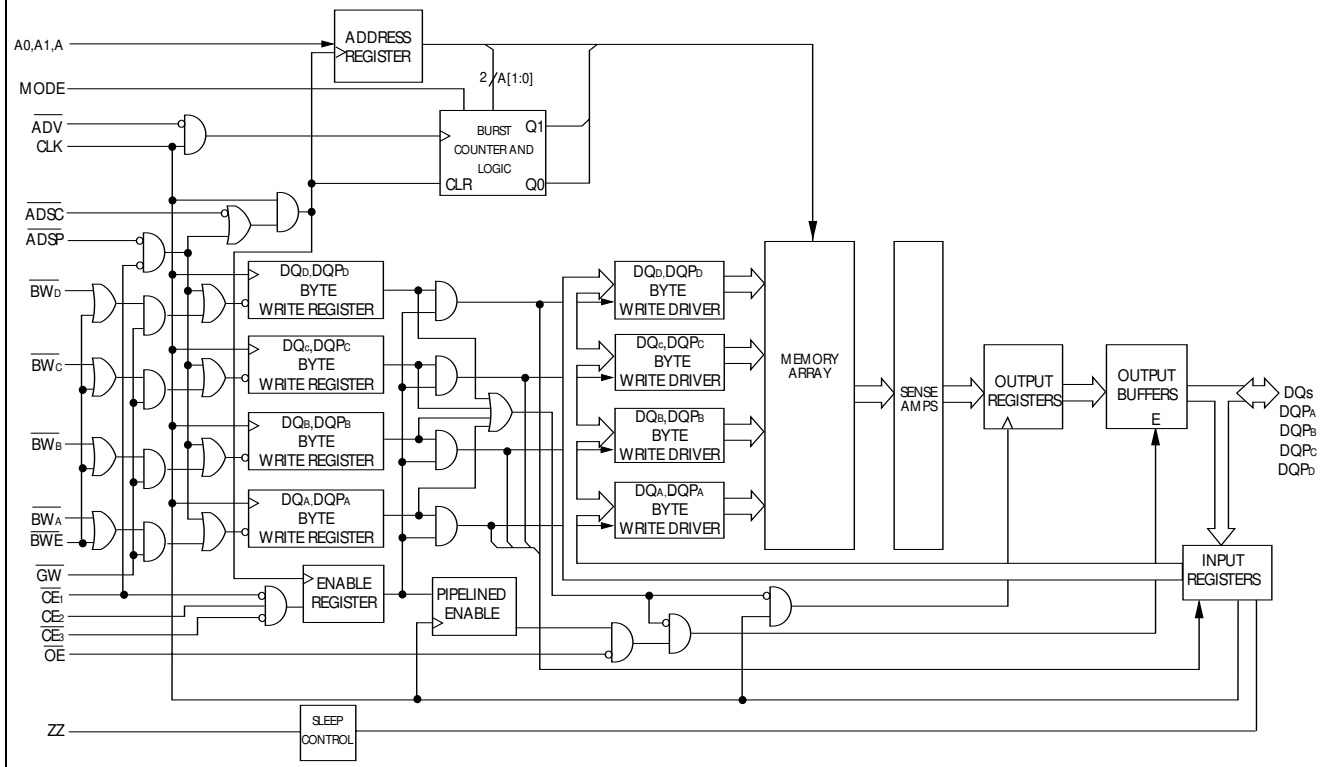 A0,A1,A
ADDRESS
REGISTER
MODE
2
A[1:0]
ADV
CLK
BURST
COUNTER AND
LOGIC
Q1
CLR
Q0
ADSC
ADSP
BWD
DQD,DQPD
BYTE
WRITE REGISTER
DQD,DQPD
BYTE
WRITE DRIVER
BWC
DQc,DQPC
BYTE
WRITE REGISTER
DQc,DQPC
BYTE
WRITE DRIVER
MEMORY
ARRAY
SENSE
AMPS
OUTPUT
REGISTERS
OUTPUT
BUFFERS
E
DQs
DQPA
DQPB
DQPC
DQPD
BWB
DQB,DQPB
BYTE
WRITE REGISTER
DQB,DQPB
BYTE
WRITE DRIVER
BWA
BWE
DQA,DQPA
BYTE
WRITE REGISTER
DQA,DQPA
BYTE
WRITE DRIVER
GW
CE1
CE2
CE3
OE
ENABLE
REGISTER
PIPELINED
ENABLE
INPUT
REGISTERS
ZZ
SLEEP
CONTROL